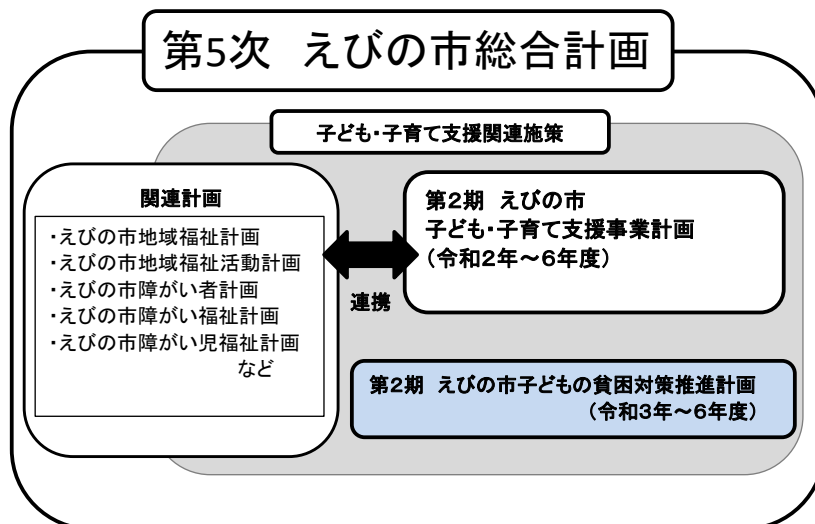 第5次 えびの市総合計画
子ども・子育て支援関連施策
関連計画
・えびの市地域福祉計画
・えびの市地域福祉活動計画
・えびの市障がい者計画
・えびの市障がい福祉計画
・えびの市障がい児福祉計画
など
連携
第2期 えびの市
子ども・子育て支援事業計画
（令和2年～6年度）
第2期 えびの市子どもの貧困対策推進計画
（令和3年～6年度）